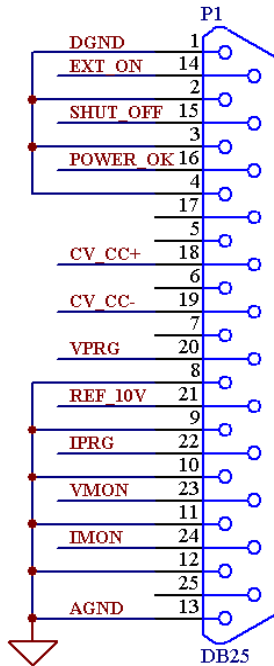 P1
DGND 1
EXT_ON 14
2
SHUT_OFF 15
3
POWER_OK 16
4
17
5
CV_CC+ 18
6
CV_CC- 19
7
VPRG 20
8
REF_10V 21
9
IPRG 22
10
VMON 23
11
IMON 24
12
25
AGND 13
DB25